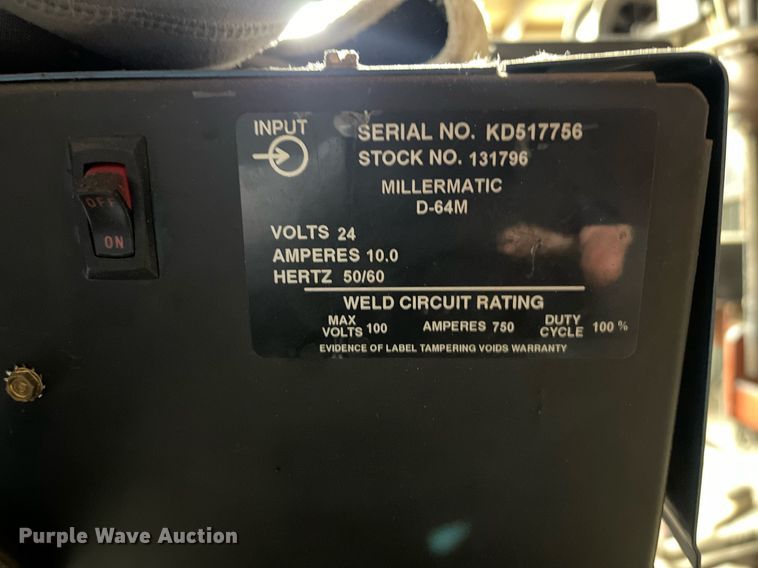 INPUT
SERIAL NO. KD517756
STOCK NO. 131796
MILLERMATIC
D-64M
OFF
ON
VOLTS 24
AMPERES 10.0
HERTZ 50/60
WELD CIRCUIT RATING
MAX VOLTS 100 AMPERES 750 DUTY CYCLE 100 %
EVIDENCE OF LABEL TAMPERING VOIDS WARRANTY
Purple Wave Auction®